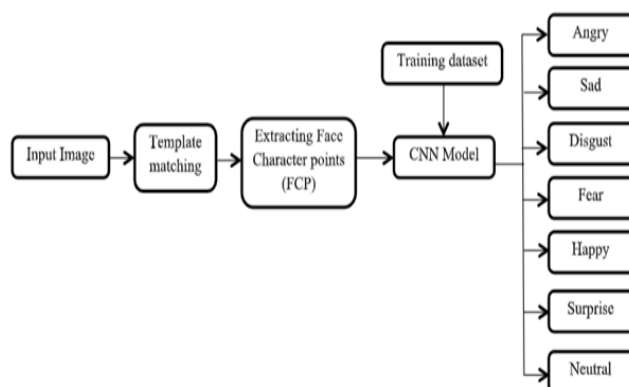 Input Image
Template
matching
Extracting Face
Character points
(FCP)
Training dataset
CNN Model
Angry
Sad
Disgust
Fear
Happy
Surprise
Neutral